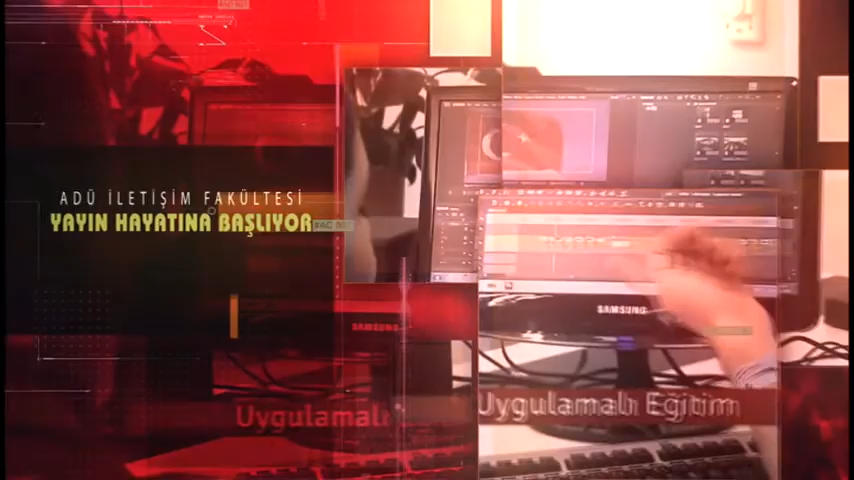 ADÜ İLETİŞİM FAKÜLTESİ
YAYIN HAYATINA BAŞLIYOR
SAMSUNG
SAMSUNG
Uygulamalı
Uygulamalı Eğitim